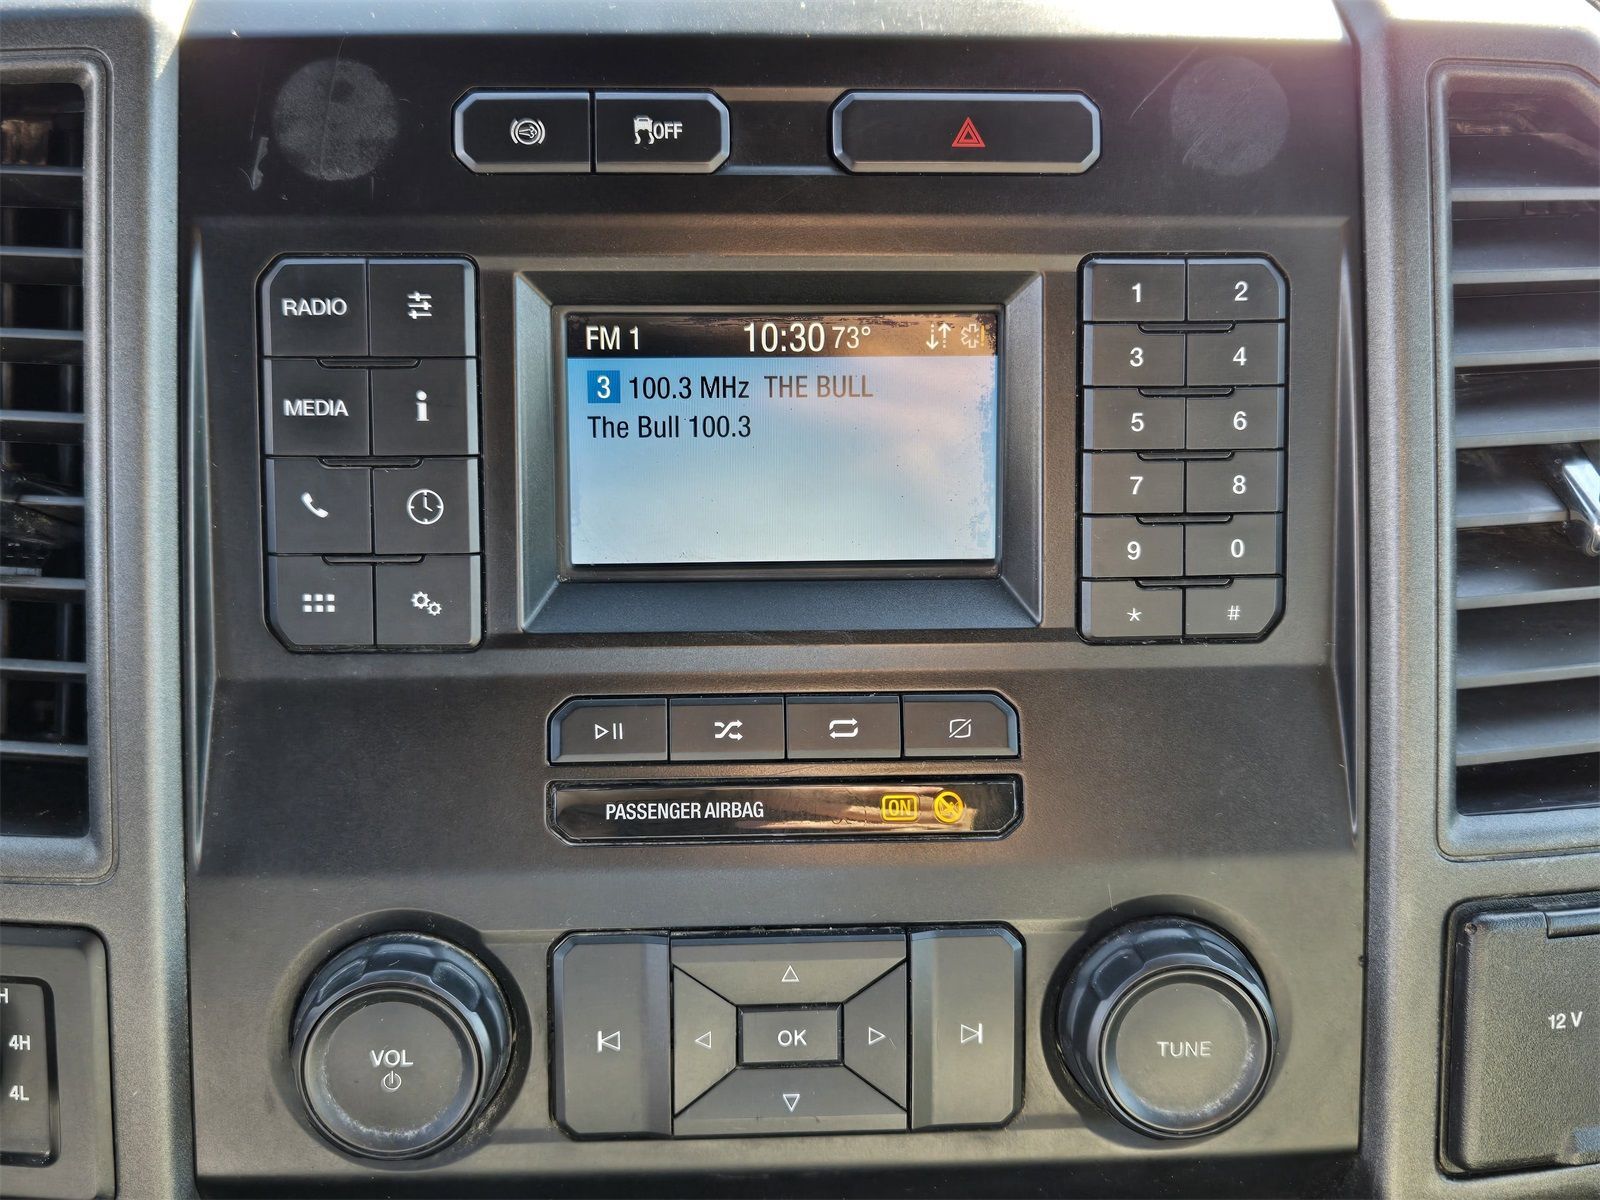 OFF
RADIO
MEDIA
FM 1 10:30 73°
3 100.3 MHz THE BULL
The Bull 100.3
1 2
3 4
5 6
7 8
9 0
* #
PASSENGER AIRBAG ON
VOL
OK
TUNE
H
4H
4L
12 V